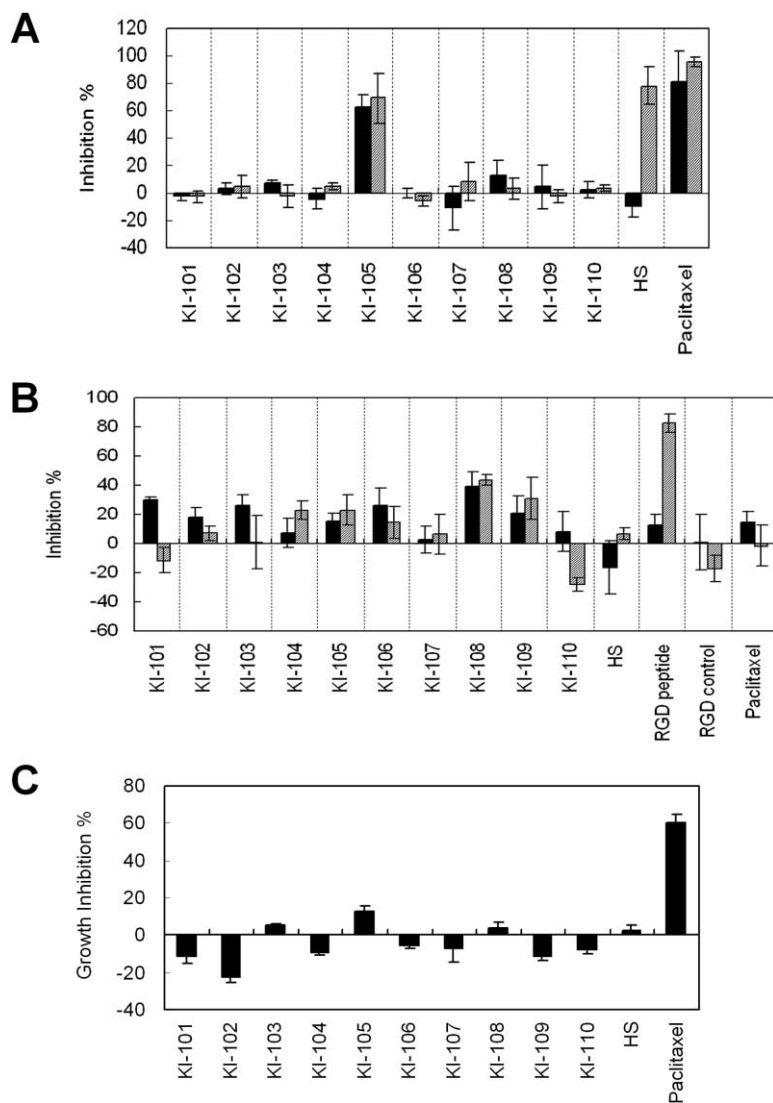 A
Inhibition %
120
100
80
60
40
20
0
-20
-40
KI-101
KI-102
KI-103
KI-104
KI-105
KI-106
KI-107
KI-108
KI-109
KI-110
HS
Paclitaxel
B
Inhibition %
100
80
60
40
20
0
-20
-40
-60
KI-101
KI-102
KI-103
KI-104
KI-105
KI-106
KI-107
KI-108
KI-109
KI-110
HS
RGD peptide
RGD control
Paclitaxel
C
Growth Inhibition %
80
60
40
20
0
-20
-40
KI-101
KI-102
KI-103
KI-104
KI-105
KI-106
KI-107
KI-108
KI-109
KI-110
HS
Paclitaxel